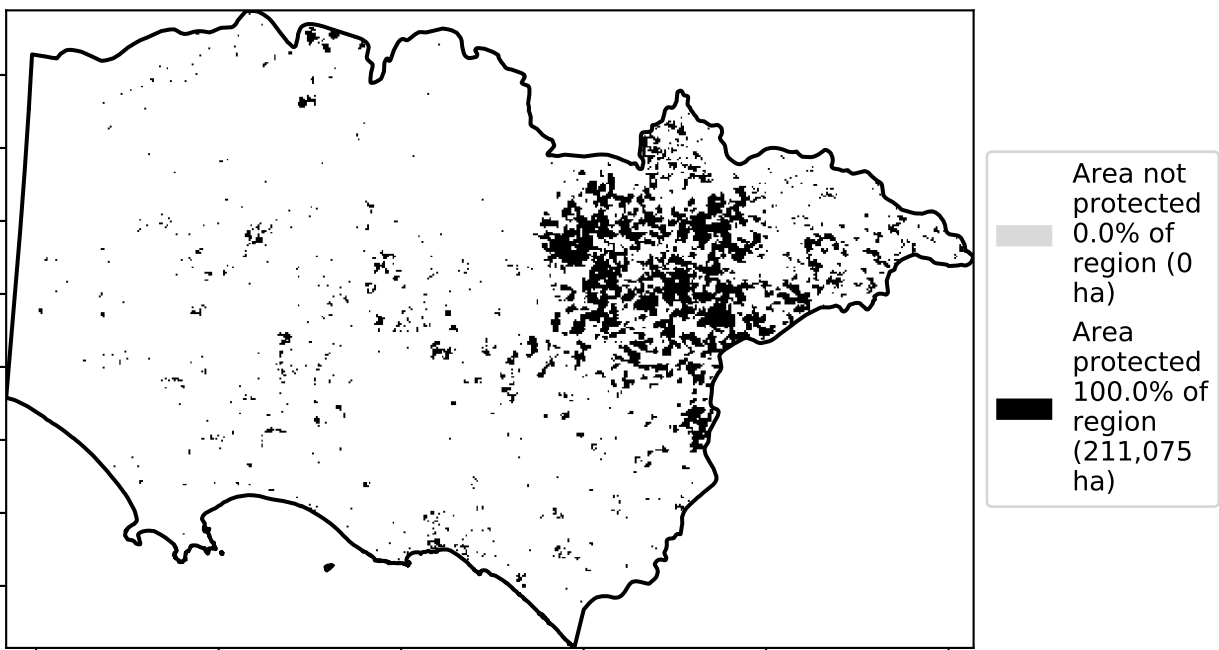 Area not
protected
0.0% of
region (0
ha)
Area
protected
100.0% of
region
(211,075
ha)